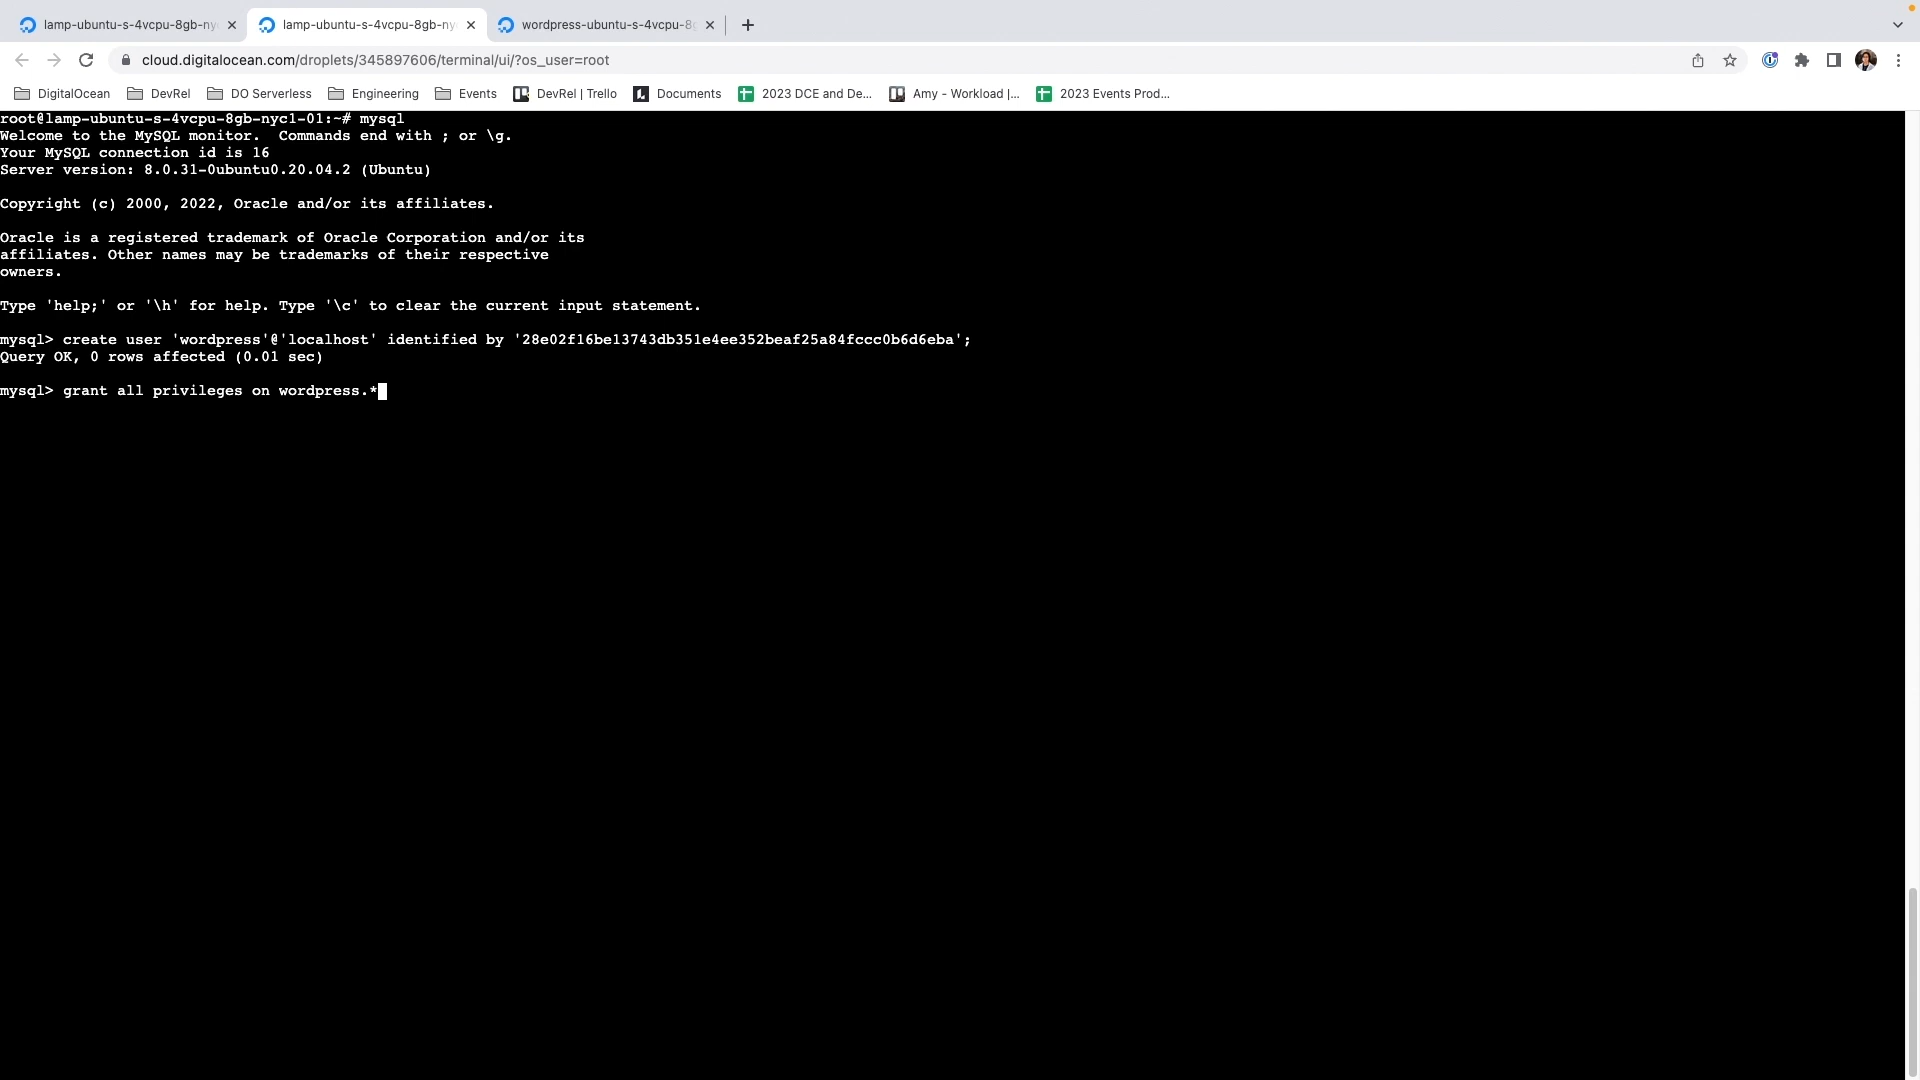 lamp-ubuntu-s-4vcpu-8gb-ny
lamp-ubuntu-s-4vcpu-8gb-ny
wordpress-ubuntu-s-4vcpu-8
cloud.digitalocean.com/droplets/345897606/terminal/ui/?os_user=root
DigitalOcean DevRel DO Serverless Engineering Events DevRel | Trello Documents 2023 DCE and De... Amy - Workload |... 2023 Events Prod...
root@lamp-ubuntu-s-4vcpu-8gb-nyc1-01:~# mysql
Welcome to the MySQL monitor.  Commands end with ; or \g.
Your MySQL connection id is 16
Server version: 8.0.31-0ubuntu0.20.04.2 (Ubuntu)
Copyright (c) 2000, 2022, Oracle and/or its affiliates.
Oracle is a registered trademark of Oracle Corporation and/or its
affiliates. Other names may be trademarks of their respective
owners.
Type 'help;' or '\h' for help. Type '\c' to clear the current input statement.
mysql> create user 'wordpress'@'localhost' identified by '28e02f16be13743db351e4ee352beaf25a84fccc0b6d6eba';
Query OK, 0 rows affected (0.01 sec)
mysql> grant all privileges on wordpress.*